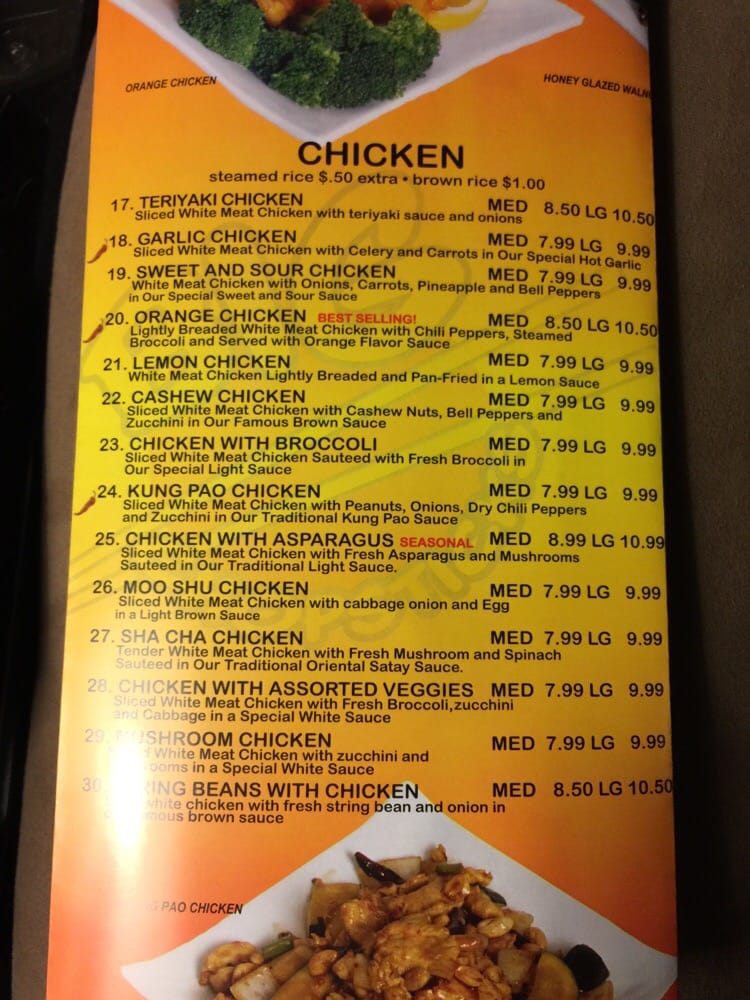 ORANGE CHICKEN
HONEY GLAZED
CHICKEN
steamed rice $.50 extra • brown rice $1.00
17. TERIYAKI CHICKEN MED 8.50 LG 10.50
Sliced White Meat Chicken with teriyaki sauce and onions
18. GARLIC CHICKEN MED 7.99 LG 9.99
Sliced White Meat Chicken with Celery and Carrots in Our Special Hot Garlic
19. SWEET AND SOUR CHICKEN MED 7.99 LG 9.99
White Meat Chicken with Onions, Carrots, Pineapple and Bell Peppers
in Our Special Sweet and Sour Sauce
20. ORANGE CHICKEN BEST SELLING! MED 8.50 LG 10.50
Lightly Breaded White Meat Chicken with Chili Peppers, Steamed
Broccoli and Served with Orange Flavor Sauce
21. LEMON CHICKEN MED 7.99 LG 9.99
White Meat Chicken Lightly Breaded and Pan-Fried in a Lemon Sauce
22. CASHEW CHICKEN MED 7.99 LG 9.99
Sliced White Meat Chicken with Cashew Nuts, Bell Peppers and
Zucchini in Our Famous Brown Sauce
23. CHICKEN WITH BROCCOLI MED 7.99 LG 9.99
Sliced White Meat Chicken Sauteed with Fresh Broccoli in
Our Special Light Sauce
24. KUNG PAO CHICKEN MED 7.99 LG 9.99
Sliced White Meat Chicken with Peanuts, Onions, Dry Chili Peppers
and Zucchini in Our Traditional Kung Pao Sauce
25. CHICKEN WITH ASPARAGUS SEASONAL MED 8.99 LG 10.99
Sliced White Meat Chicken with Fresh Asparagus and Mushrooms
Sauteed in Our Traditional Light Sauce.
26. MOO SHU CHICKEN MED 7.99 LG 9.99
Sliced White Meat Chicken with cabbage onion and Egg
in a Light Brown Sauce
27. SHA CHA CHICKEN MED 7.99 LG 9.99
Tender White Meat Chicken with Fresh Mushroom and Spinach
Sauteed in Our Traditional Oriental Satay Sauce.
28. CHICKEN WITH ASSORTED VEGGIES MED 7.99 LG 9.99
Sliced White Meat Chicken with Fresh Broccoli,zucchini
and Cabbage in a Special White Sauce
29. MUSHROOM CHICKEN MED 7.99 LG 9.99
White Meat Chicken with zucchini and
in a Special White Sauce
30. STRING BEANS WITH CHICKEN MED 8.50 LG 10.50
white chicken with fresh string bean and onion in
brown sauce
PAO CHICKEN